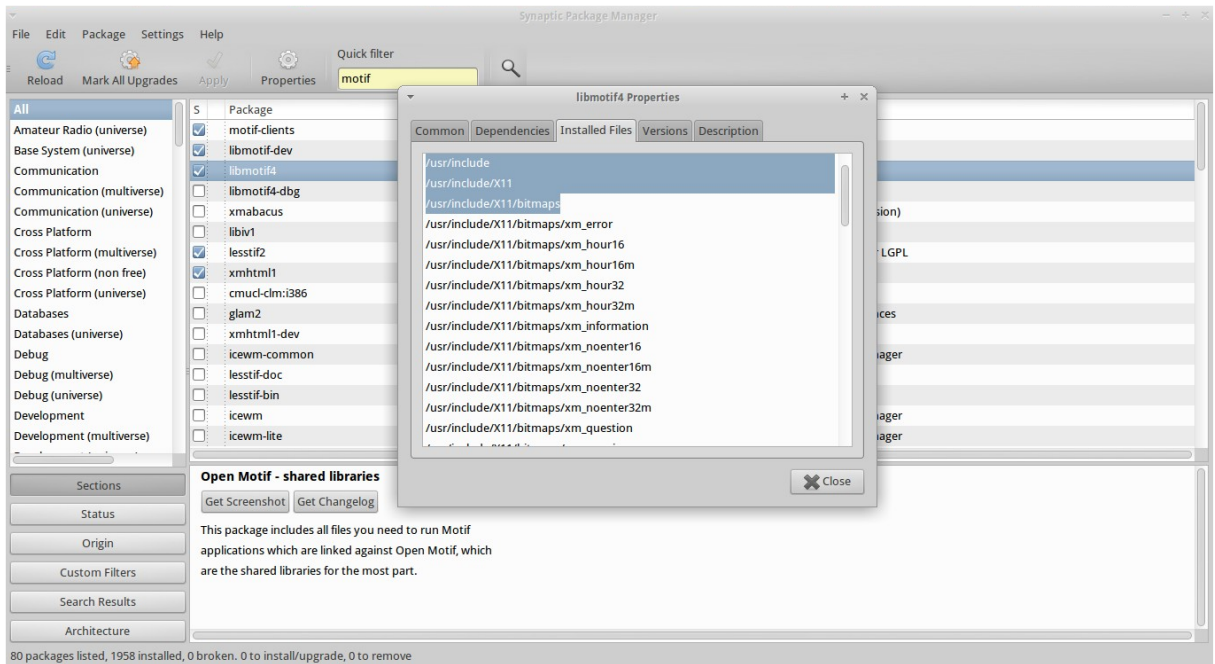 Synaptic Package Manager
File Edit Package Settings Help
Reload Mark All Upgrades Apply Properties
Quick filter
motif
All
Amateur Radio (universe)
Base System (universe)
Communication
Communication (multiverse)
Communication (universe)
Cross Platform
Cross Platform (multiverse)
Cross Platform (non free)
Cross Platform (universe)
Databases
Databases (universe)
Debug
Debug (multiverse)
Debug (universe)
Development
Development (multiverse)
Sections
Status
Origin
Custom Filters
Search Results
Architecture
S Package
motif-clients
libmotif-dev
libmotif4
libmotif4-dbg
xmabacus
libiv1
lesstif2
xmhtml1
cmucl-clm:i386
glam2
xmhtml1-dev
icewm-common
lesstif-doc
lesstif-bin
icewm
icewm-lite
sion)
LGPL
ces
ager
ager
ager
libmotif4 Properties
Common Dependencies Installed Files Versions Description
/usr/include
/usr/include/X11
/usr/include/X11/bitmaps
/usr/include/X11/bitmaps/xm_error
/usr/include/X11/bitmaps/xm_hour16
/usr/include/X11/bitmaps/xm_hour16m
/usr/include/X11/bitmaps/xm_hour32
/usr/include/X11/bitmaps/xm_hour32m
/usr/include/X11/bitmaps/xm_information
/usr/include/X11/bitmaps/xm_noenter16
/usr/include/X11/bitmaps/xm_noenter16m
/usr/include/X11/bitmaps/xm_noenter32
/usr/include/X11/bitmaps/xm_noenter32m
/usr/include/X11/bitmaps/xm_question
Close
Open Motif - shared libraries
Get Screenshot Get Changelog
This package includes all files you need to run Motif
applications which are linked against Open Motif, which
are the shared libraries for the most part.
80 packages listed, 1958 installed, 0 broken. 0 to install/upgrade, 0 to remove